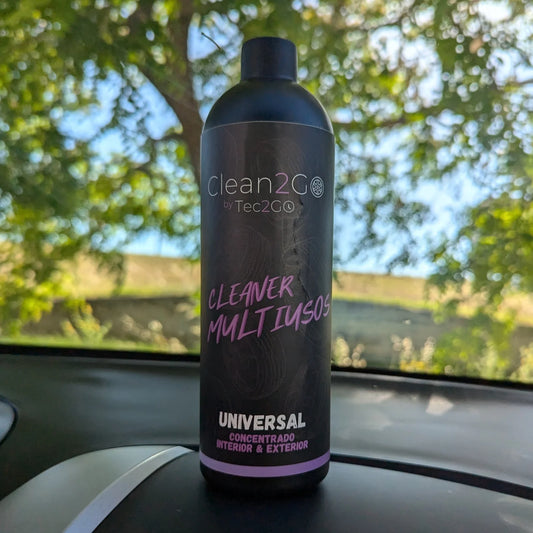 Clean2GO
by Tec2GO
CLEANER
MULTIUSOS
UNIVERSAL
CONCENTRADO
INTERIOR & EXTERIOR